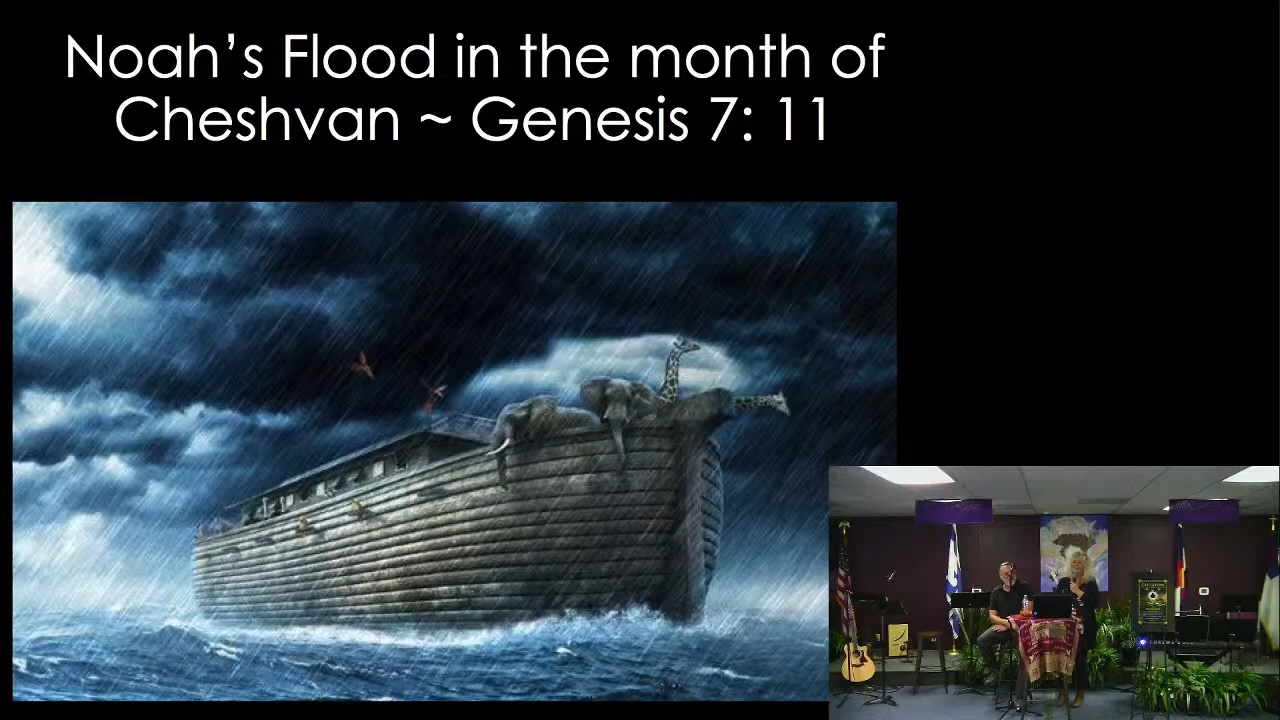 Noah’s Flood in the month of
Cheshvan ~ Genesis 7: 11